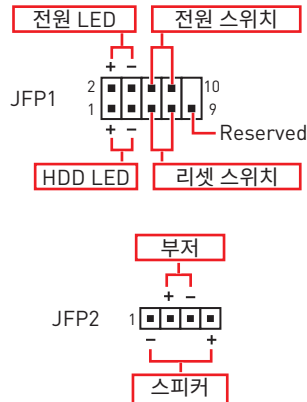 전원 LED 전원 스위치
+ −
2 10
JFP1
1 9
+ − Reserved
HDD LED 리셋 스위치
부저
+ −
JFP2 1
− +
스피커